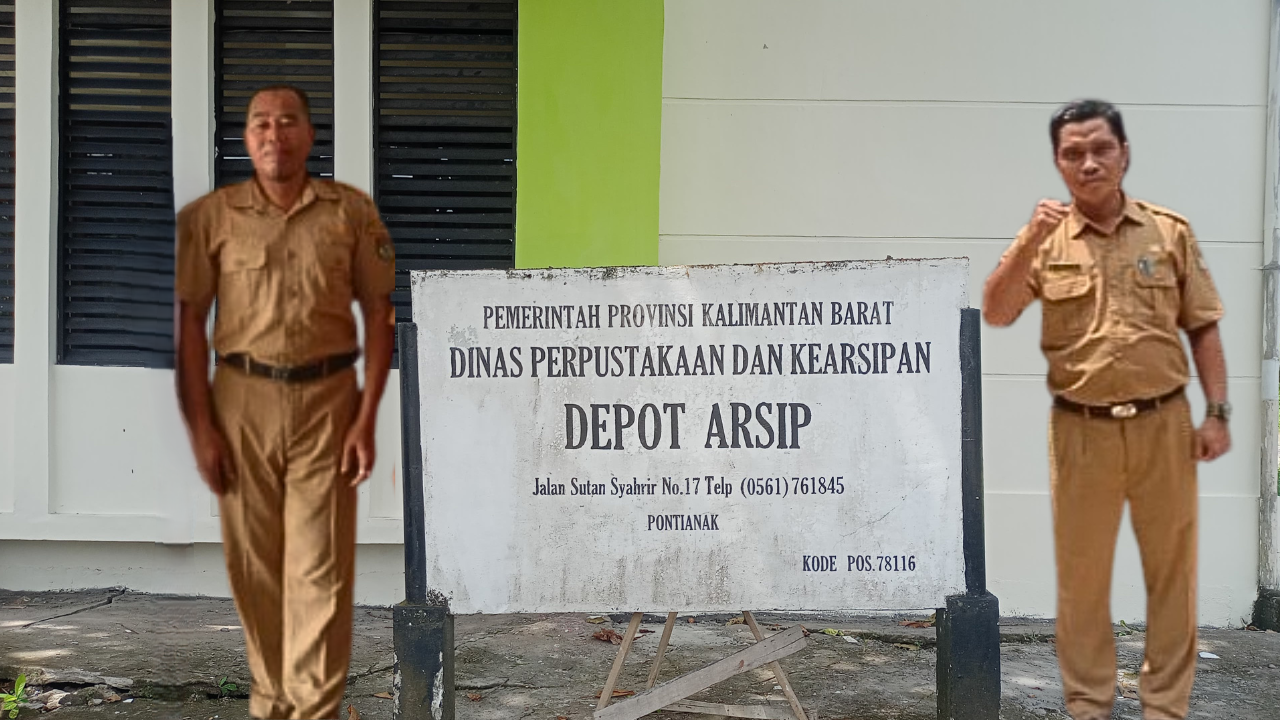 PEMERINTAH PROVINSI KALIMANTAN BARAT
DINAS PERPUSTAKAAN DAN KEARSIPAN
DEPOT ARSIP
Jalan Sutan Syahrir No.17 Telp (0561)761845
PONTIANAK
KODE POS.78116